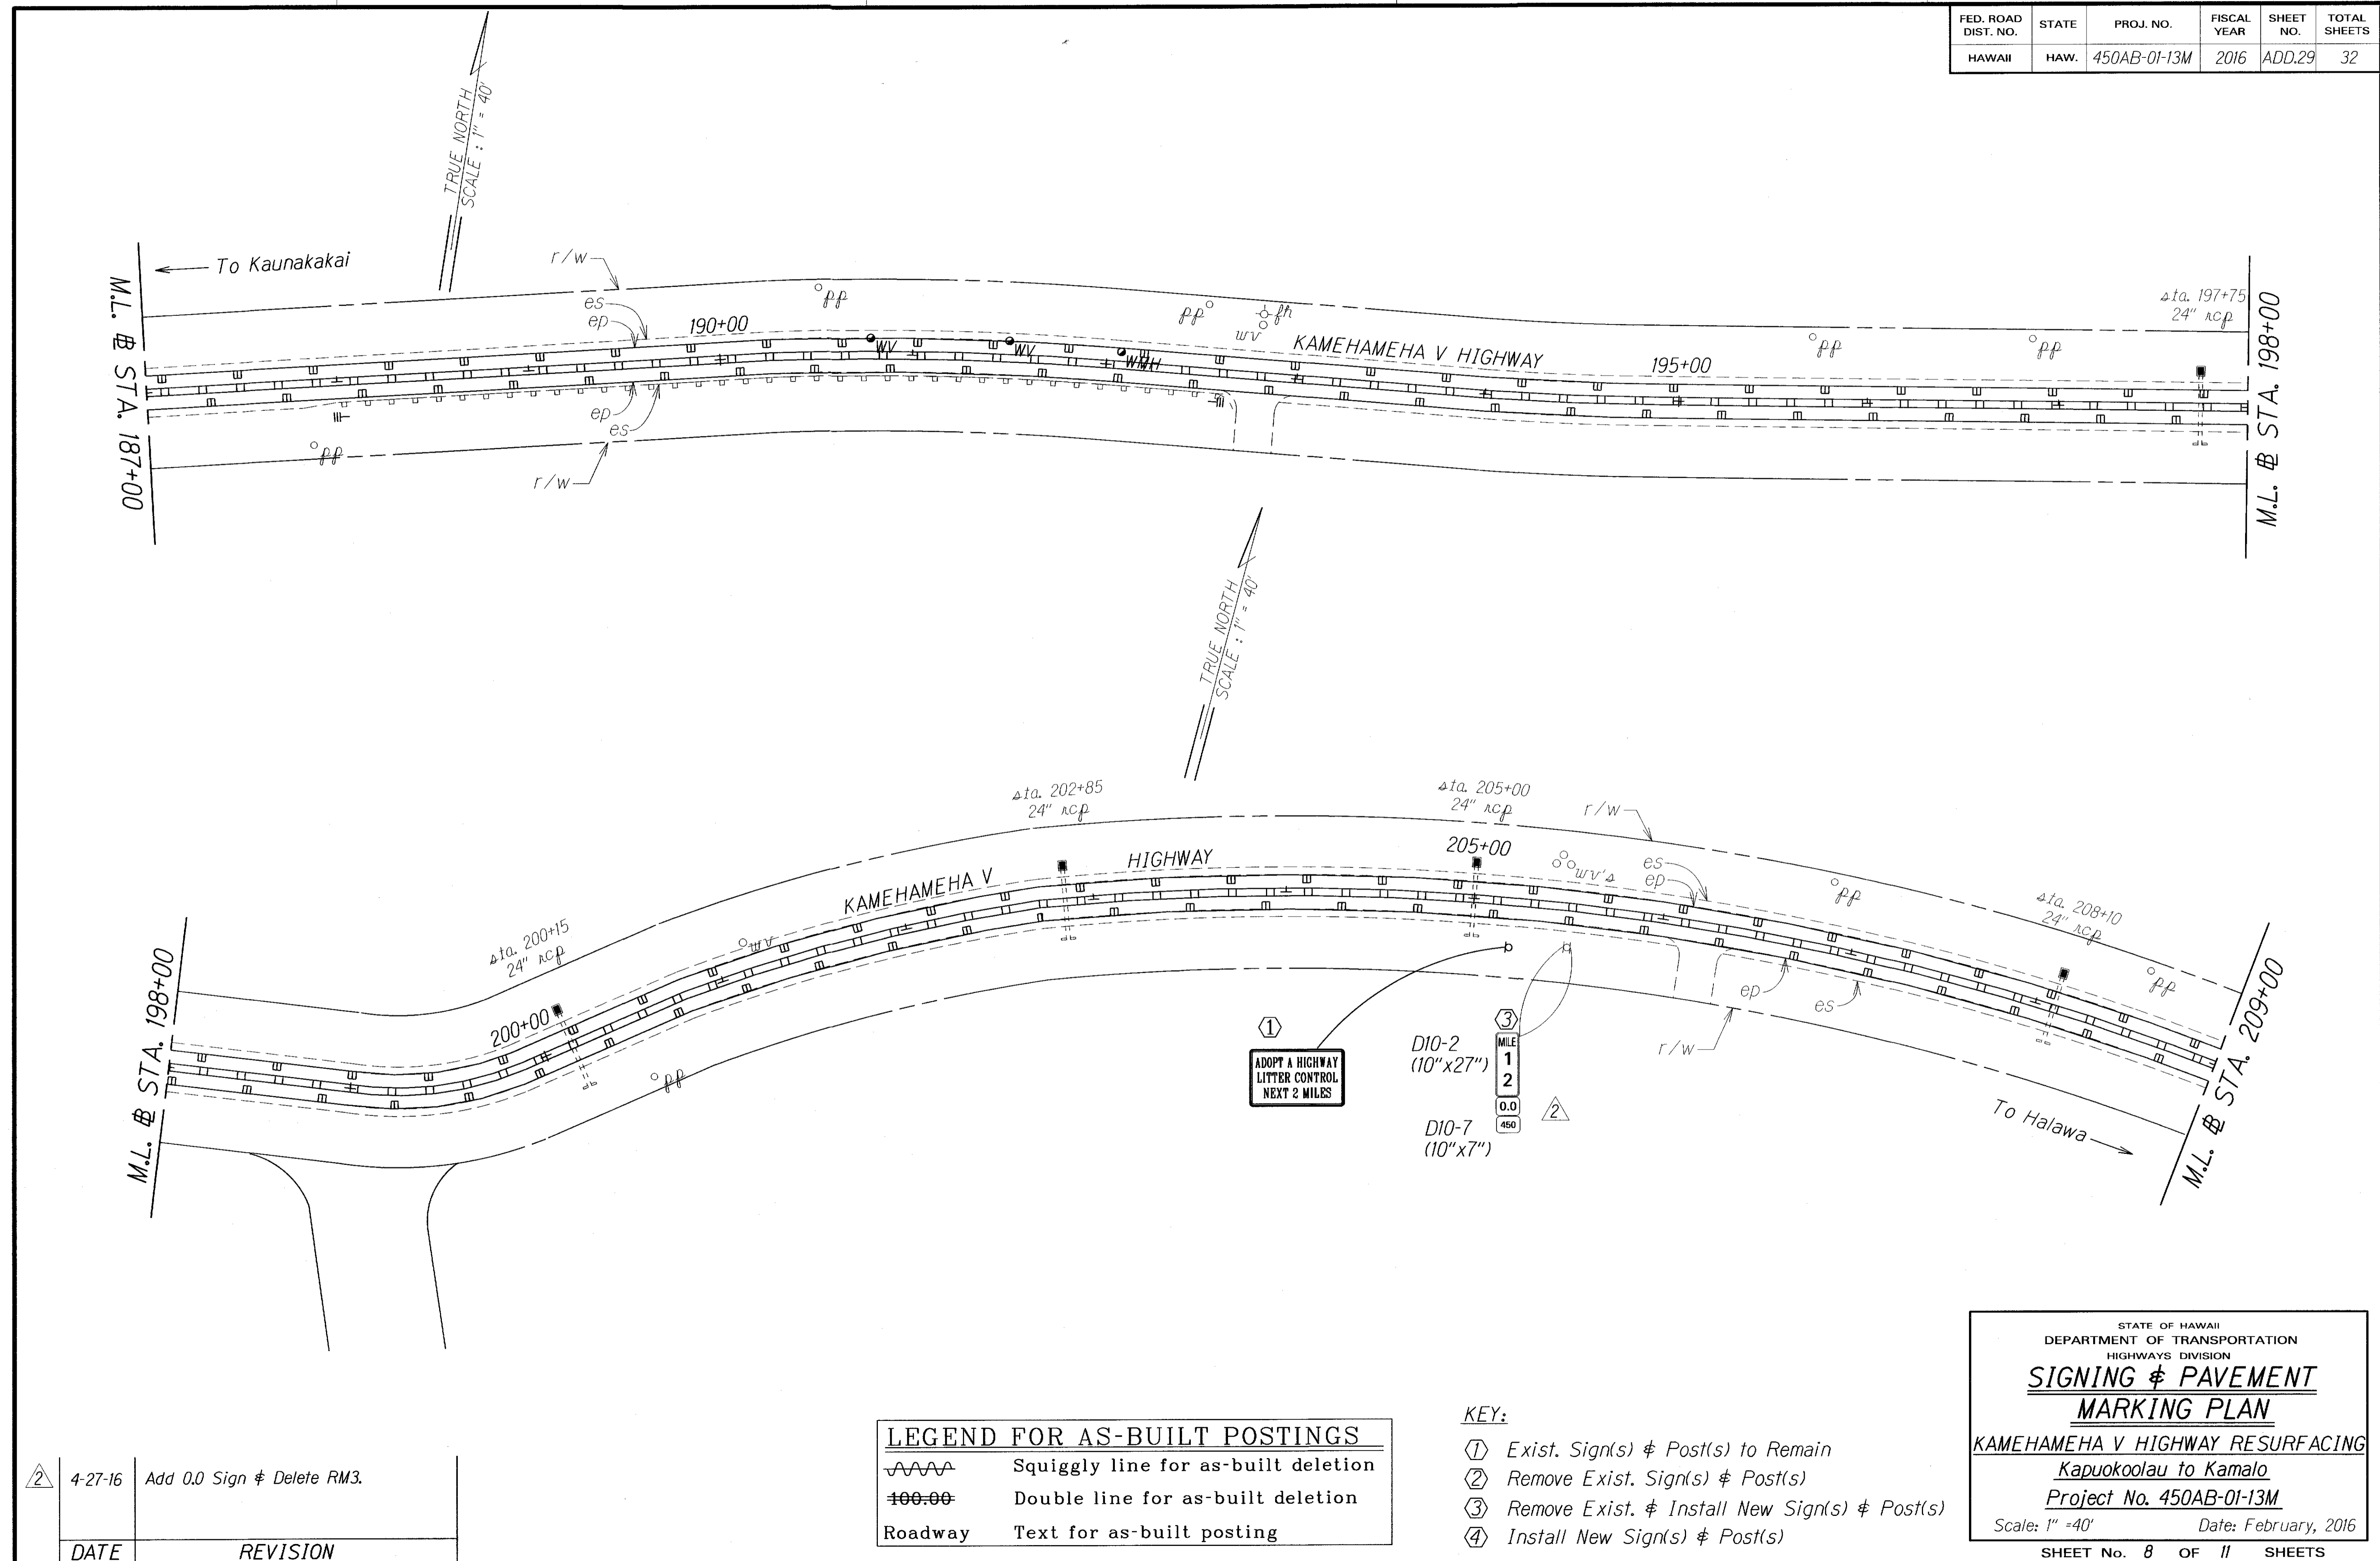 FED. ROAD DIST. NO. STATE PROJ. NO. FISCAL YEAR SHEET NO. TOTAL SHEETS
HAWAII HAW. 450AB-01-13M 2016 ADD.29 32
TRUE NORTH
SCALE : 1" = 40'
To Kaunakakai
M.L. ⅊ STA. 187+00
r/w
es
ep
190+00
pp
WV
WV
WMH
pp
fh
wv
KAMEHAMEHA V HIGHWAY
195+00
pp
pp
sta. 197+75
24" rcp
M.L. ⅊ STA. 198+00
pp
ep
es
r/w
TRUE NORTH
SCALE : 1" = 40'
M.L. ⅊ STA. 198+00
sta. 200+15
24" rcp
200+00
wv
pp
KAMEHAMEHA V HIGHWAY
sta. 202+85
24" rcp
sta. 205+00
24" rcp
205+00
r/w
wv's
es
ep
pp
sta. 208+10
24" rcp
pp
M.L. ⅊ STA. 209+00
ep
es
r/w
To Halawa
1
ADOPT A HIGHWAY
LITTER CONTROL
NEXT 2 MILES
3
D10-2
(10"x27")
MILE
1
2
0.0
450
2
D10-7
(10"x7")
2 4-27-16 Add 0.0 Sign & Delete RM3.
DATE REVISION
LEGEND FOR AS-BUILT POSTINGS
Squiggly line for as-built deletion
100.00 Double line for as-built deletion
Roadway Text for as-built posting
KEY:
1 Exist. Sign(s) & Post(s) to Remain
2 Remove Exist. Sign(s) & Post(s)
3 Remove Exist. & Install New Sign(s) & Post(s)
4 Install New Sign(s) & Post(s)
STATE OF HAWAII
DEPARTMENT OF TRANSPORTATION
HIGHWAYS DIVISION
SIGNING & PAVEMENT
MARKING PLAN
KAMEHAMEHA V HIGHWAY RESURFACING
Kapuokoolau to Kamalo
Project No. 450AB-01-13M
Scale: 1" =40' Date: February, 2016
SHEET No. 8 OF 11 SHEETS